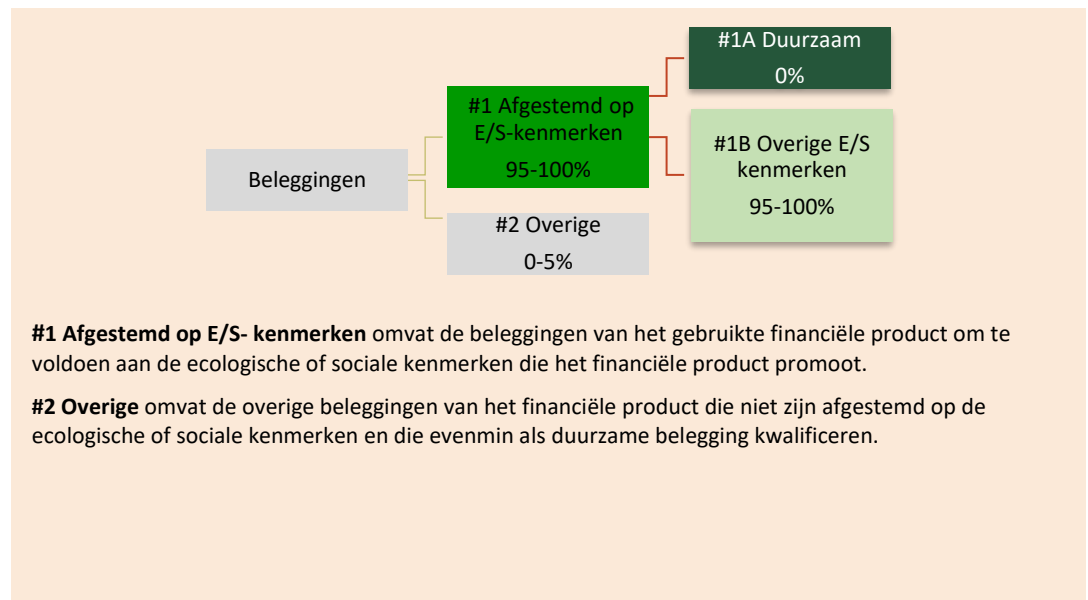 #1A Duurzaam
0%
#1 Afgestemd op
E/S-kenmerken
95-100%
#1B Overige E/S
kenmerken
95-100%
Beleggingen
#2 Overige
0-5%
#1 Afgestemd op E/S- kenmerken omvat de beleggingen van het gebruikte financiële product om te
voldoen aan de ecologische of sociale kenmerken die het financiële product promoot.
#2 Overige omvat de overige beleggingen van het financiële product die niet zijn afgestemd op de
ecologische of sociale kenmerken en die evenmin als duurzame belegging kwalificeren.